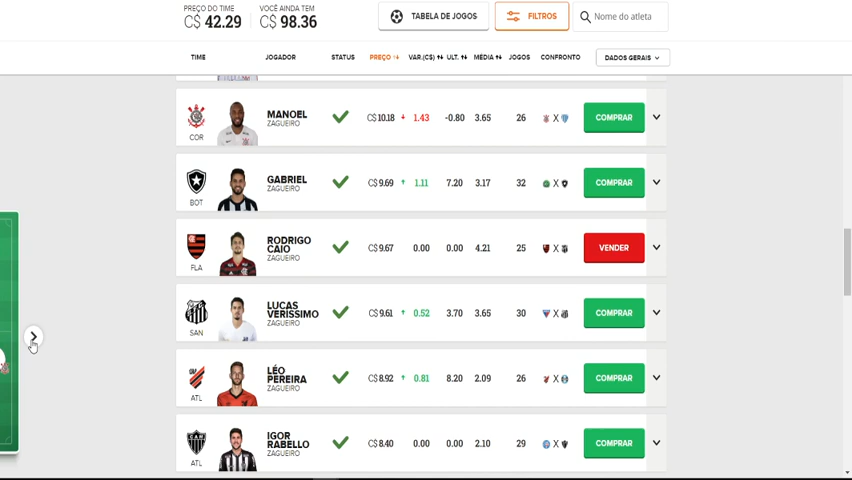 PREÇO DO TIME
C$ 42.29
VOCÊ AINDA TEM
C$ 98.36
TABELA DE JOGOS
FILTROS
Nome do atleta
TIME JOGADOR STATUS PREÇO VAR.(C$) ULT. MÉDIA JOGOS CONFRONTO DADOS GERAIS
COR
MANOEL
ZAGUEIRO
C$ 10.18 1.43 -0.80 3.65 26 X COMPRAR
BOT
GABRIEL
ZAGUEIRO
C$ 9.69 1.11 7.20 3.17 32 X COMPRAR
FLA
RODRIGO
CAIO
ZAGUEIRO
C$ 9.67 0.00 0.00 4.21 25 X VENDER
SAN
LUCAS
VERÍSSIMO
ZAGUEIRO
C$ 9.61 0.52 3.70 3.65 30 X COMPRAR
ATL
LÉO
PEREIRA
ZAGUEIRO
C$ 8.92 0.81 8.20 2.09 26 X COMPRAR
ATL
IGOR
RABELLO
ZAGUEIRO
C$ 8.40 0.00 0.00 2.10 29 X COMPRAR